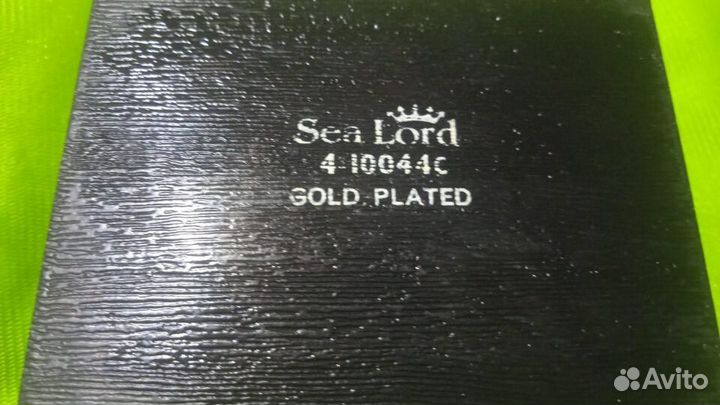 Sea Lord
4-10044C
GOLD PLATED
Avito